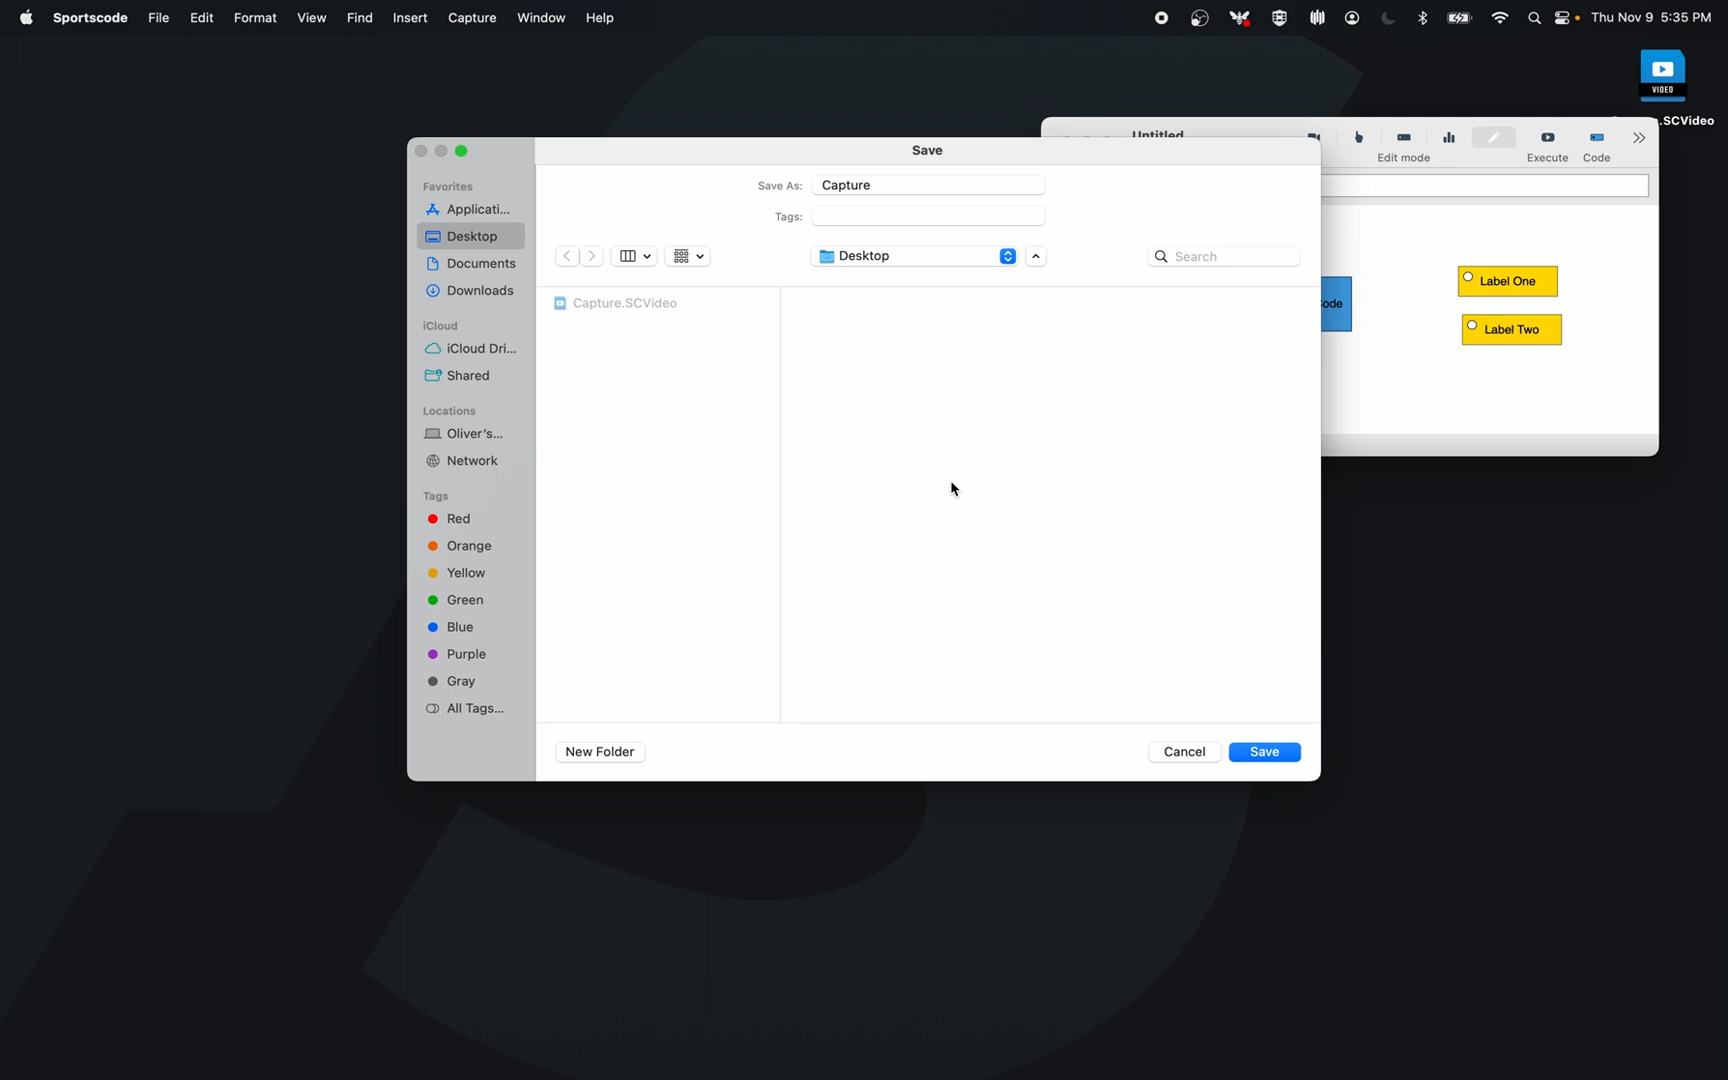 Sportscode File Edit Format View Find Insert Capture Window Help Thu Nov 9 5:35 PM
VIDEO
.SCVideo
Untitled
Edit mode Execute Code
Save
Save As: Capture
Tags:
Desktop
Search
Favorites
Applicati...
Desktop
Documents
Downloads
iCloud
iCloud Dri...
Shared
Locations
Oliver's...
Network
Tags
Red
Orange
Yellow
Green
Blue
Purple
Gray
All Tags...
Capture.SCVideo
ode
Label One
Label Two
New Folder Cancel Save